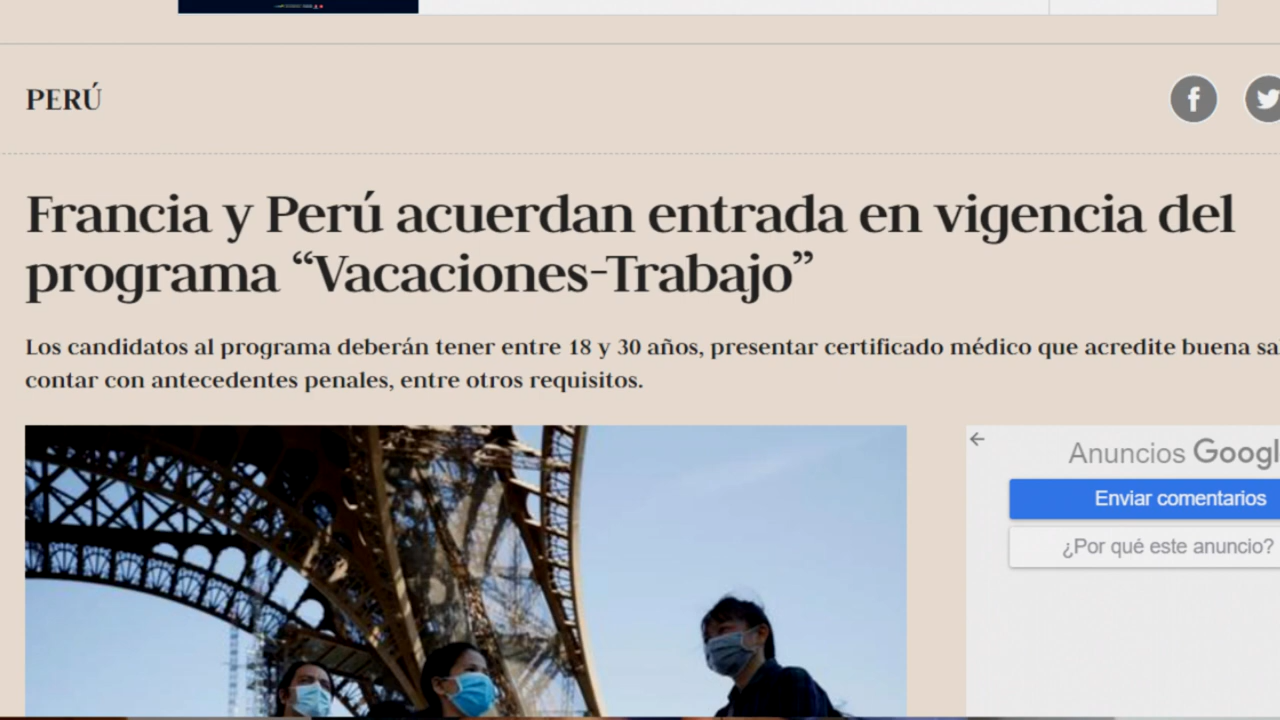 PERÚ
Francia y Perú acuerdan entrada en vigencia del
programa “Vacaciones-Trabajo”
Los candidatos al programa deberán tener entre 18 y 30 años, presentar certificado médico que acredite buena sa
contar con antecedentes penales, entre otros requisitos.
Anuncios Googl
Enviar comentarios
¿Por qué este anuncio?